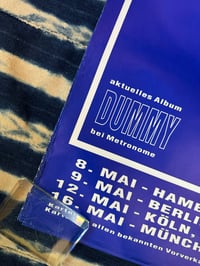 aktuelles Album
DUMMY
bei Metronome
8. MAI - HAMB
9. MAI - BERLI
12. MAI - KÖLN,
16. MAI - MÜNCH
allen bekannten Vorverka